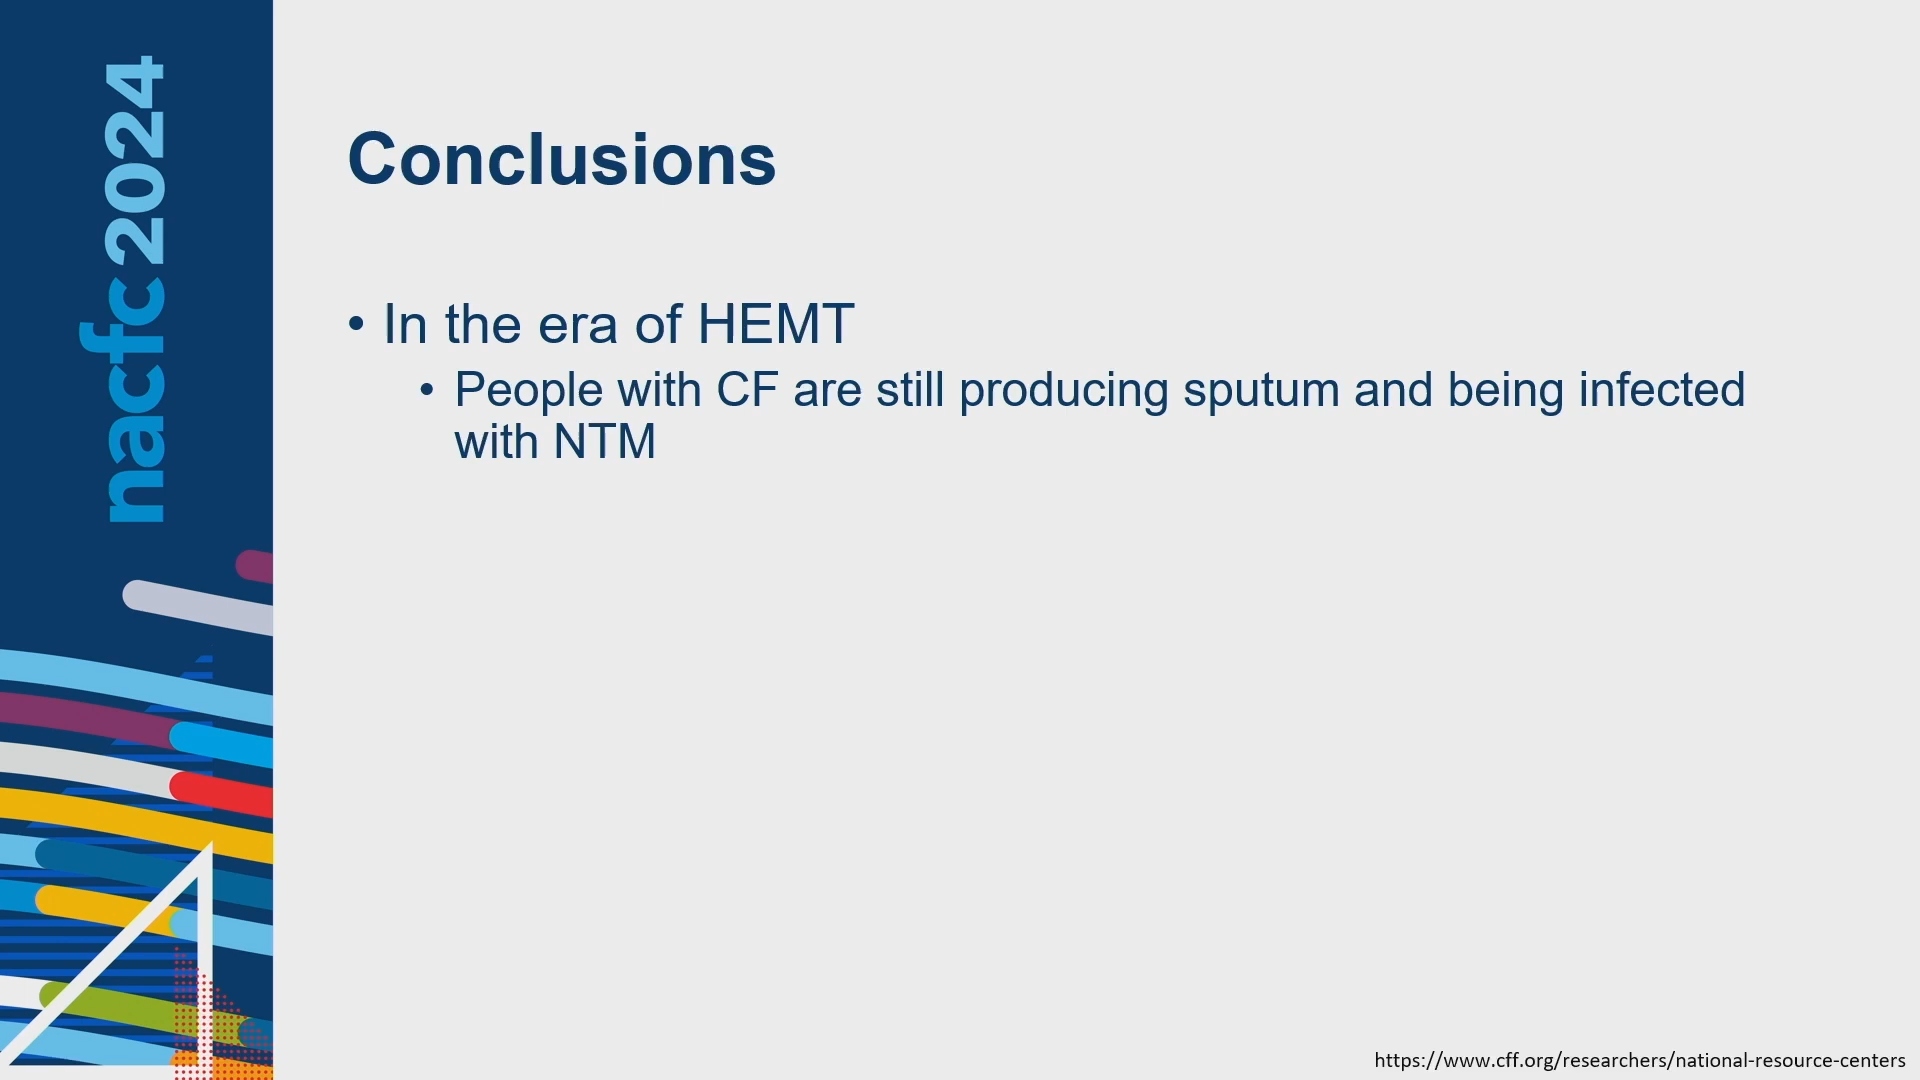 nacfc 2024
Conclusions
• In the era of HEMT
• People with CF are still producing sputum and being infected
with NTM
https://www.cff.org/researchers/national-resource-centers